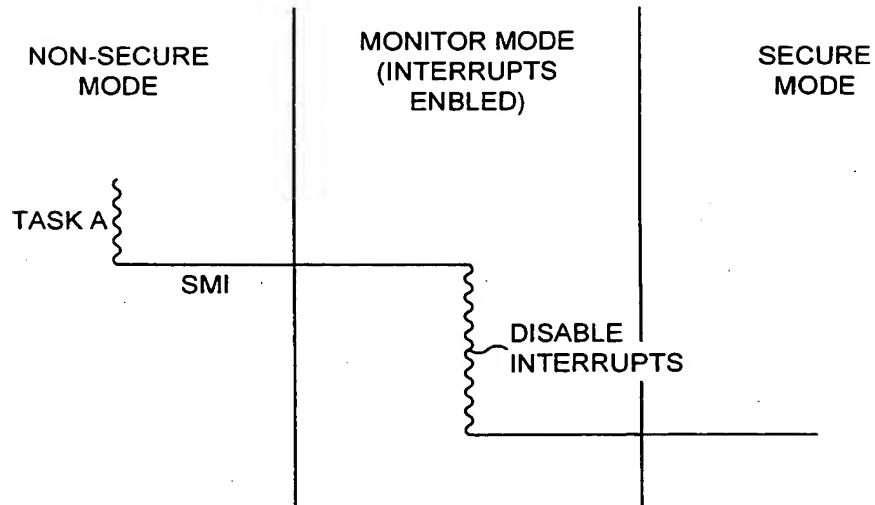 NON-SECURE
MODE
MONITOR MODE
(INTERRUPTS
ENBLED)
SECURE
MODE
TASK A
SMI
DISABLE
INTERRUPTS